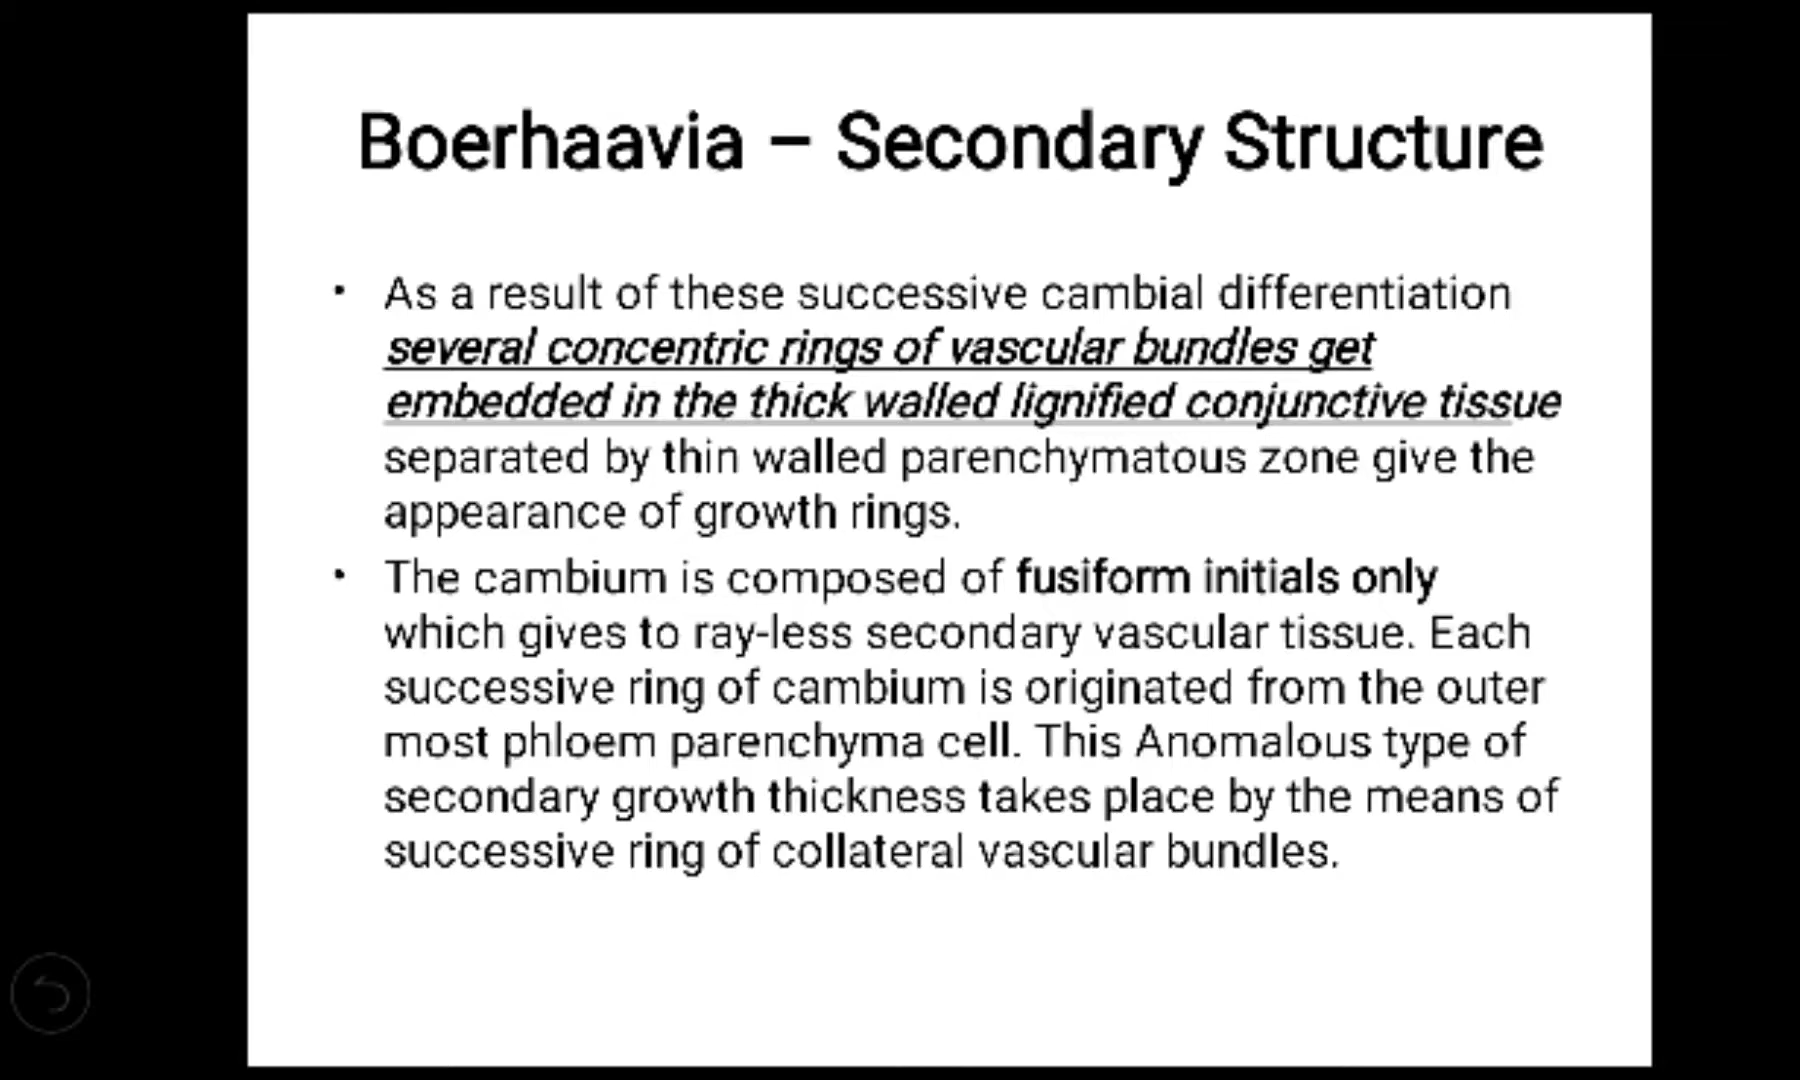 Boerhaavia – Secondary Structure
• As a result of these successive cambial differentiation
several concentric rings of vascular bundles get
embedded in the thick walled lignified conjunctive tissue
separated by thin walled parenchymatous zone give the
appearance of growth rings.
• The cambium is composed of fusiform initials only
which gives to ray-less secondary vascular tissue. Each
successive ring of cambium is originated from the outer
most phloem parenchyma cell. This Anomalous type of
secondary growth thickness takes place by the means of
successive ring of collateral vascular bundles.